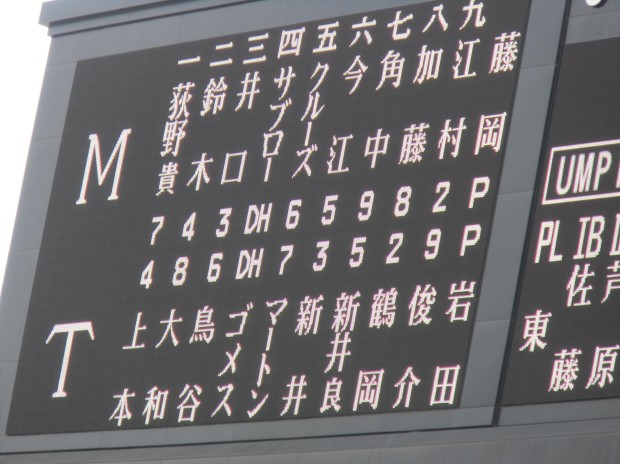 M
一 荻野貴 7
二 鈴木 4
三 井口 3
四 サブロー DH
五 クルーズ 6
六 今江 5
七 角中 9
八 加藤 8
九 江村 2
藤岡 P
T
4 上本
8 大和
6 鳥谷
DH ゴメス
7 マートン
3 新井
5 新井良
2 鶴岡
9 俊介
P 岩田
UMP
PL IB
東
佐藤
芦原